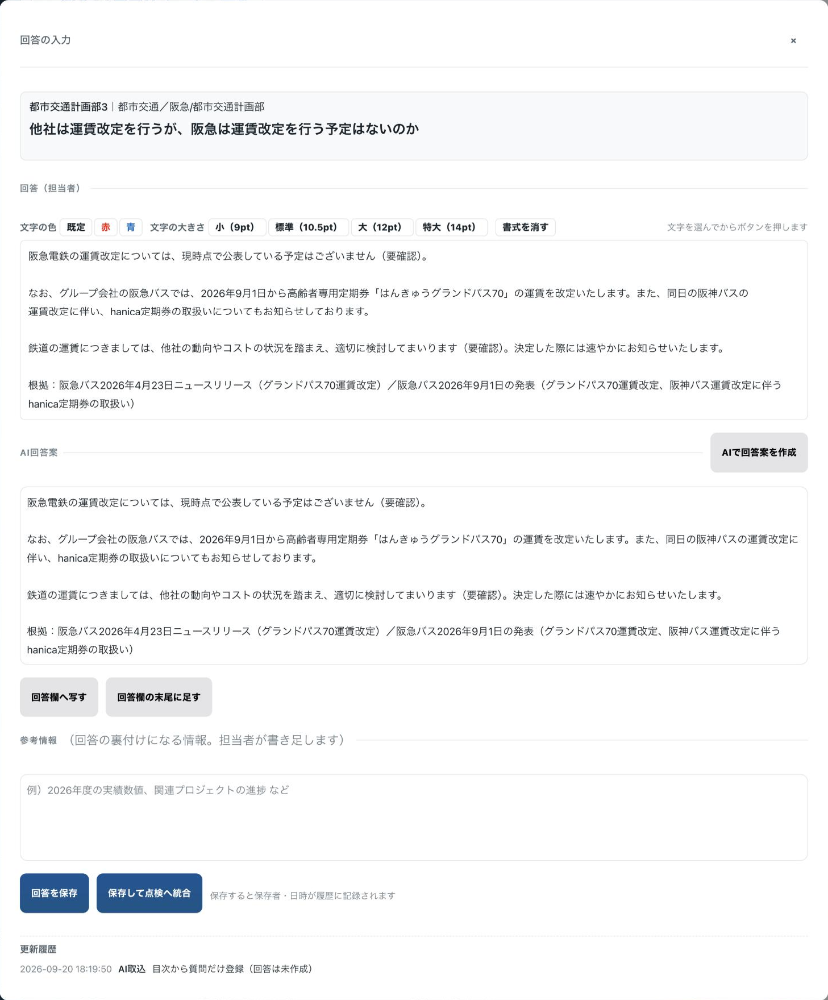 回答の入力
×
都市交通計画部3｜都市交通／阪急/都市交通計画部
他社は運賃改定を行うが、阪急は運賃改定を行う予定はないのか
回答（担当者）
文字の色 既定 赤 青 文字の大きさ 小（9pt） 標準（10.5pt） 大（12pt） 特大（14pt） 書式を消す 文字を選んでからボタンを押します
阪急電鉄の運賃改定については、現時点で公表している予定はございません（要確認）。
なお、グループ会社の阪急バスでは、2026年9月1日から高齢者専用定期券「はんきゅうグランドパス70」の運賃を改定いたします。また、同日の阪神バスの
運賃改定に伴い、hanica定期券の取扱いについてもお知らせしております。
鉄道の運賃につきましては、他社の動向やコストの状況を踏まえ、適切に検討してまいります（要確認）。決定した際には速やかにお知らせいたします。
根拠：阪急バス2026年4月23日ニュースリリース（グランドパス70運賃改定）／阪急バス2026年9月1日の発表（グランドパス70運賃改定、阪神バス運賃改定に伴う
hanica定期券の取扱い）
AI回答案
AIで回答案を作成
阪急電鉄の運賃改定については、現時点で公表している予定はございません（要確認）。
なお、グループ会社の阪急バスでは、2026年9月1日から高齢者専用定期券「はんきゅうグランドパス70」の運賃を改定いたします。また、同日の阪神バスの運賃改定に
伴い、hanica定期券の取扱いについてもお知らせしております。
鉄道の運賃につきましては、他社の動向やコストの状況を踏まえ、適切に検討してまいります（要確認）。決定した際には速やかにお知らせいたします。
根拠：阪急バス2026年4月23日ニュースリリース（グランドパス70運賃改定）／阪急バス2026年9月1日の発表（グランドパス70運賃改定、阪神バス運賃改定に伴う
hanica定期券の取扱い）
回答欄へ写す 回答欄の末尾に足す
参考情報 （回答の裏付けになる情報。担当者が書き足します）
例）2026年度の実績数値、関連プロジェクトの進捗 など
回答を保存 保存して点検へ統合 保存すると保存者・日時が履歴に記録されます
更新履歴
2026-09-20 18:19:50 AI取込 目次から質問だけ登録（回答は未作成）